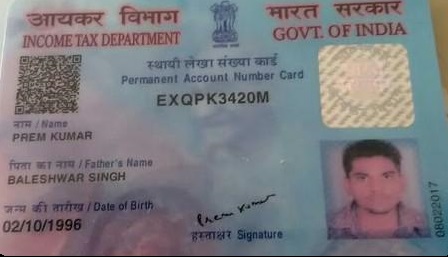 आयकर विभाग
INCOME TAX DEPARTMENT
भारत सरकार
GOVT. OF INDIA
स्थायी लेखा संख्या कार्ड
Permanent Account Number Card
EXQPK3420M
नाम / Name
PREM KUMAR
पिता का नाम / Father's Name
BALESHWAR SINGH
जन्म की तारीख / Date of Birth
02/10/1996
Prem Kumar
हस्ताक्षर Signature
08022017